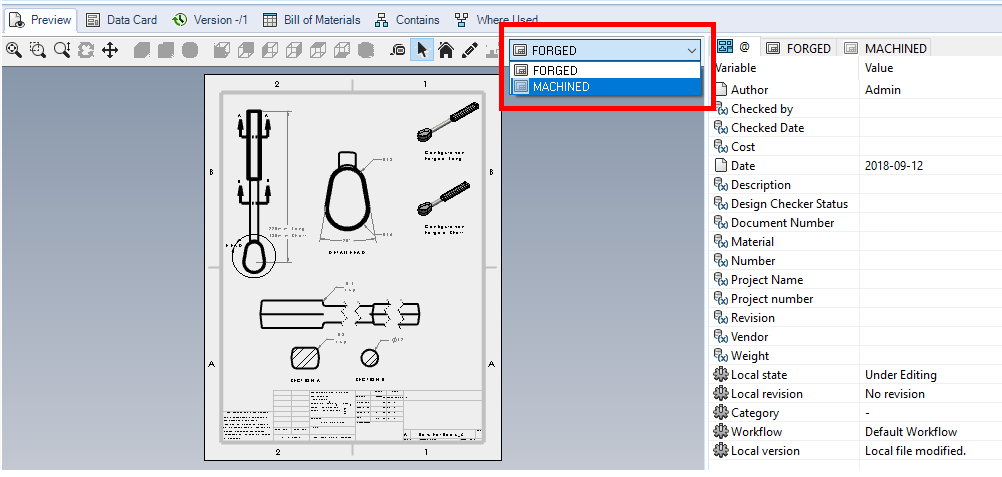 Preview Data Card Version -/1 Bill of Materials Contains Where Used
FORGED
FORGED
MACHINED
@ FORGED MACHINED
Variable Value
Author Admin
Checked by
Checked Date
Cost
Date 2018-09-12
Description
Design Checker Status
Document Number
Material
Number
Project Name
Project number
Revision
Vendor
Weight
Local state Under Editing
Local revision No revision
Category -
Workflow Default Workflow
Local version Local file modified.
2 1
B B
A A
2 1